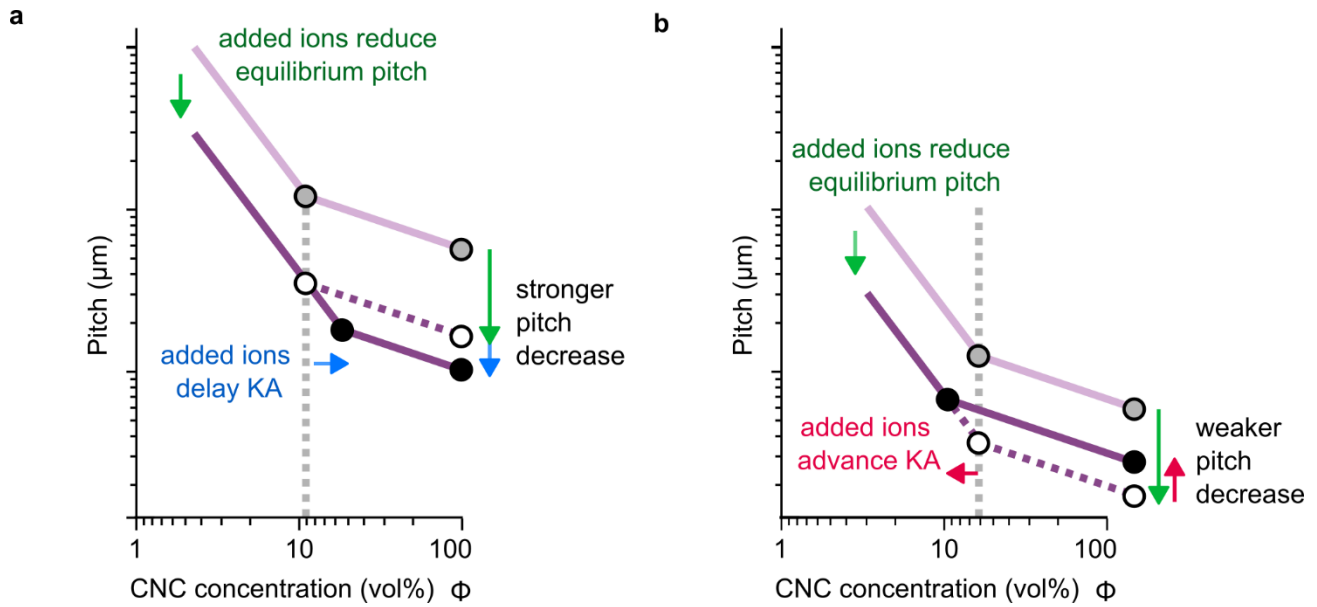 a
added ions reduce
equilibrium pitch
Pitch (μm)
stronger
pitch
decrease
added ions
delay KA
1
10
100
CNC concentration (vol%) Φ
b
added ions reduce
equilibrium pitch
Pitch (μm)
added ions
advance KA
weaker
pitch
decrease
1
10
100
CNC concentration (vol%) Φ